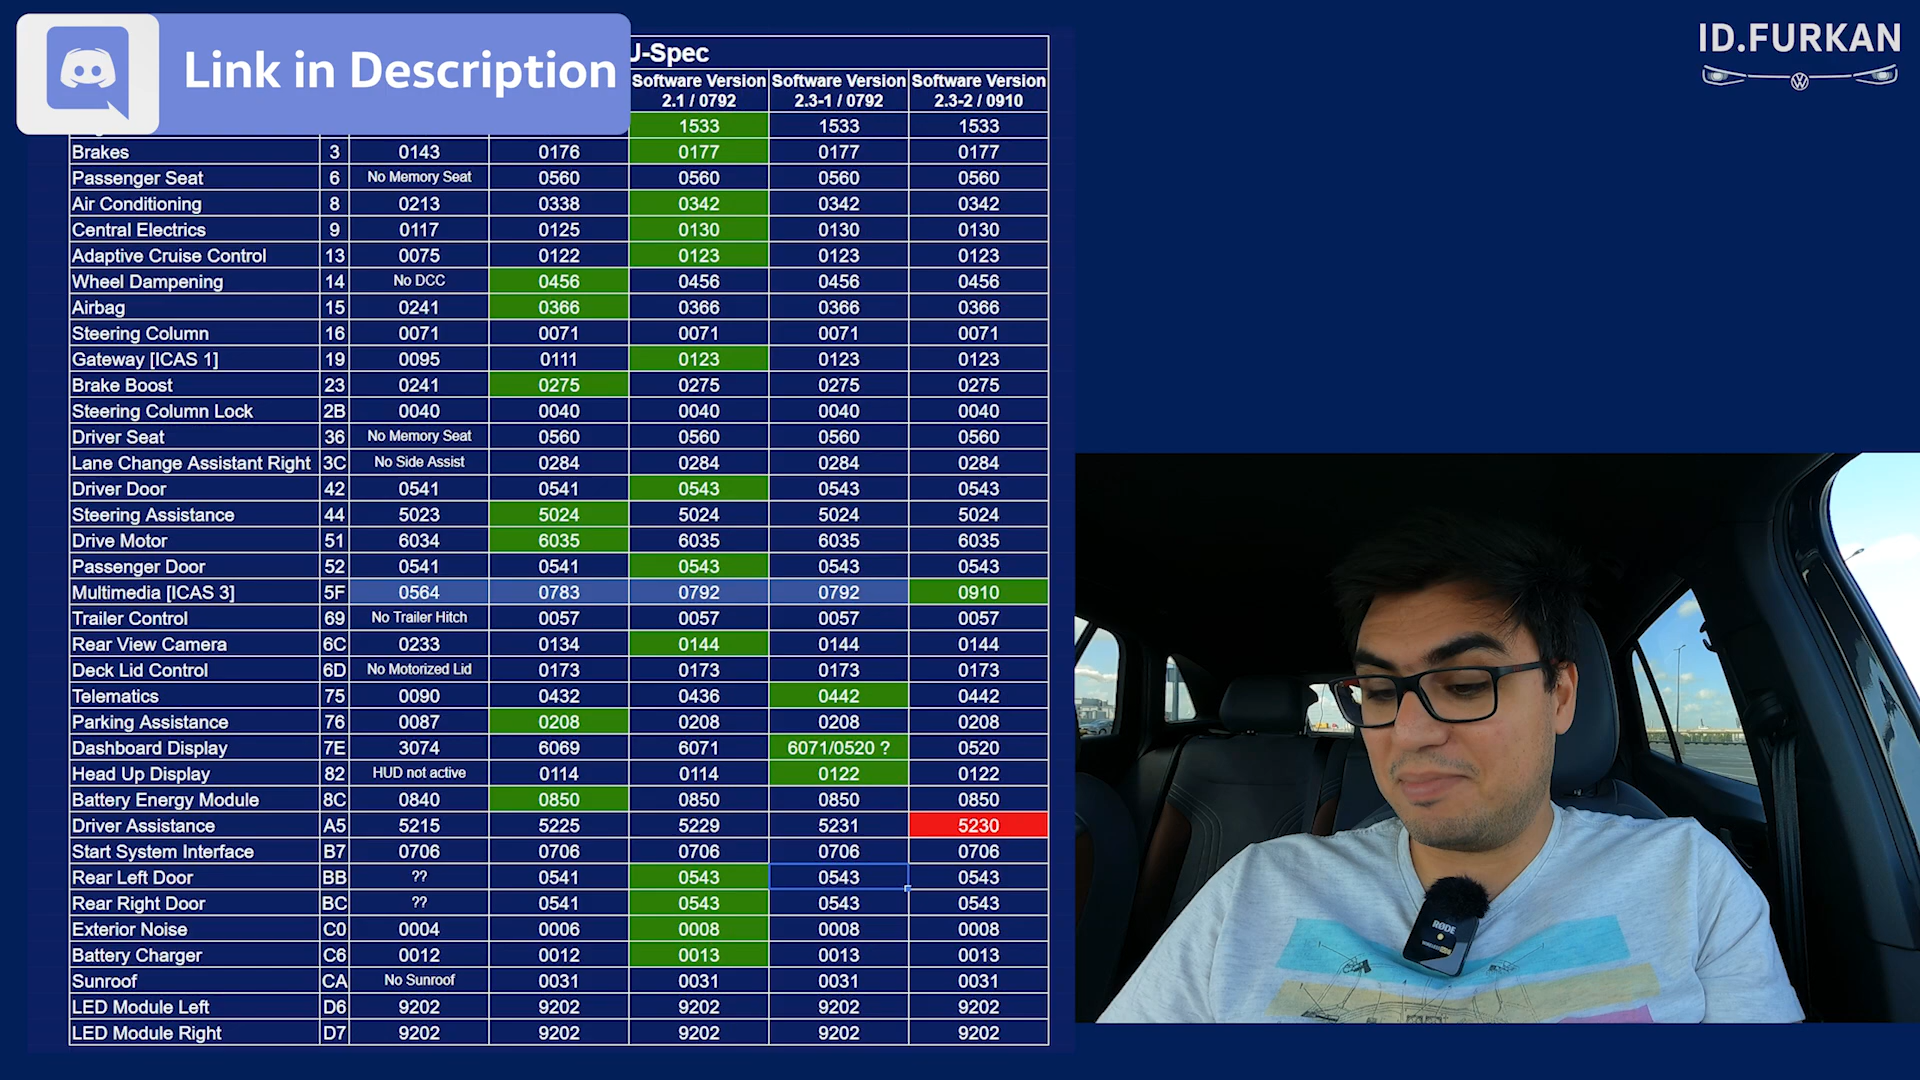 Link in Description
ID.FURKAN
U-Spec
Software Version 2.1 / 0792 Software Version 2.3-1 / 0792 Software Version 2.3-2 / 0910
1533 1533 1533
Brakes 3 0143 0176 0177 0177 0177
Passenger Seat 6 No Memory Seat 0560 0560 0560 0560
Air Conditioning 8 0213 0338 0342 0342 0342
Central Electrics 9 0117 0125 0130 0130 0130
Adaptive Cruise Control 13 0075 0122 0123 0123 0123
Wheel Dampening 14 No DCC 0456 0456 0456 0456
Airbag 15 0241 0366 0366 0366 0366
Steering Column 16 0071 0071 0071 0071 0071
Gateway [ICAS 1] 19 0095 0111 0123 0123 0123
Brake Boost 23 0241 0275 0275 0275 0275
Steering Column Lock 2B 0040 0040 0040 0040 0040
Driver Seat 36 No Memory Seat 0560 0560 0560 0560
Lane Change Assistant Right 3C No Side Assist 0284 0284 0284 0284
Driver Door 42 0541 0541 0543 0543 0543
Steering Assistance 44 5023 5024 5024 5024 5024
Drive Motor 51 6034 6035 6035 6035 6035
Passenger Door 52 0541 0541 0543 0543 0543
Multimedia [ICAS 3] 5F 0564 0783 0792 0792 0910
Trailer Control 69 No Trailer Hitch 0057 0057 0057 0057
Rear View Camera 6C 0233 0134 0144 0144 0144
Deck Lid Control 6D No Motorized Lid 0173 0173 0173 0173
Telematics 75 0090 0432 0436 0442 0442
Parking Assistance 76 0087 0208 0208 0208 0208
Dashboard Display 7E 3074 6069 6071 6071/0520 ? 0520
Head Up Display 82 HUD not active 0114 0114 0122 0122
Battery Energy Module 8C 0840 0850 0850 0850 0850
Driver Assistance A5 5215 5225 5229 5231 5230
Start System Interface B7 0706 0706 0706 0706 0706
Rear Left Door BB ?? 0541 0543 0543 0543
Rear Right Door BC ?? 0541 0543 0543 0543
Exterior Noise C0 0004 0006 0008 0008 0008
Battery Charger C6 0012 0012 0013 0013 0013
Sunroof CA No Sunroof 0031 0031 0031 0031
LED Module Left D6 9202 9202 9202 9202 9202
LED Module Right D7 9202 9202 9202 9202 9202
RØDE